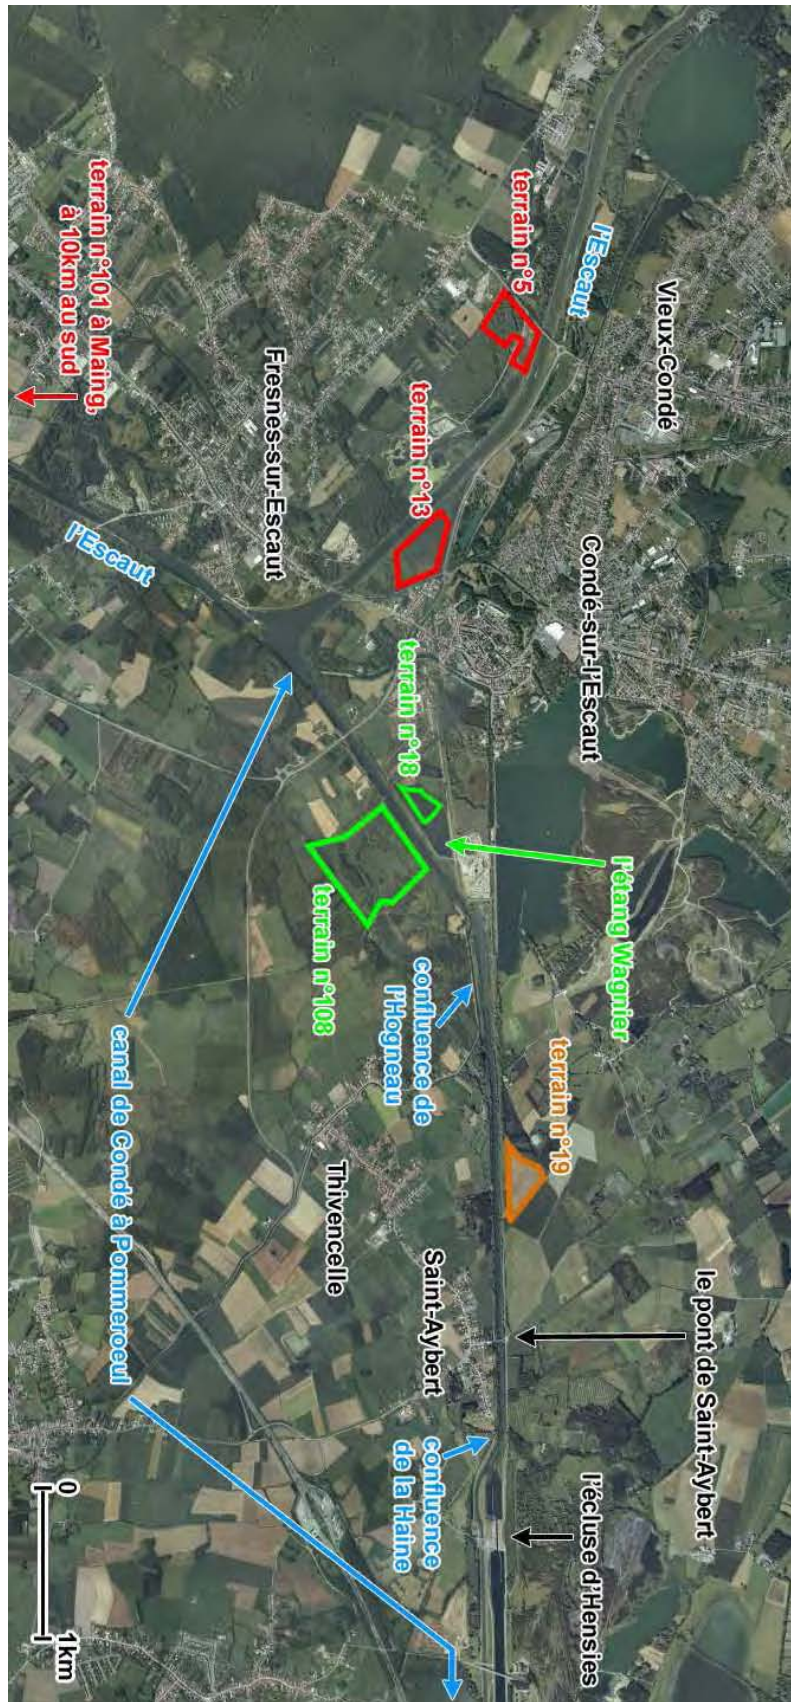 Vieux-Condé
l'Escaut
terrain n°5
Condé-sur-l'Escaut
terrain n°13
Fresnes-sur-Escaut
terrain n°101 à Maing,
à 10km au sud
l'Escaut
terrain n°18
l'étang Wagnier
terrain n°108
confluence de
l'Hogneau
terrain n°19
canal de Condé à Pommeroeul
Thivencelle
Saint-Aybert
le pont de Saint-Aybert
confluence
de la Haine
l'écluse d'Hensies
0
1km